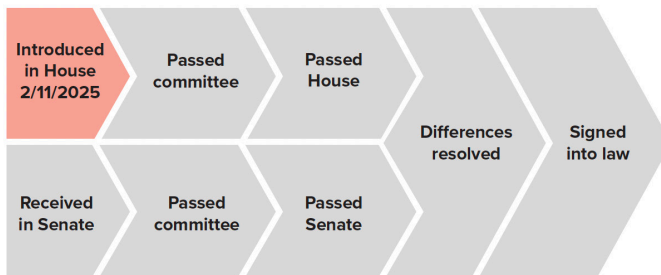 Introduced
in House
2/11/2025
Passed
committee
Passed
House
Differences
resolved
Signed
into law
Received
in Senate
Passed
committee
Passed
Senate